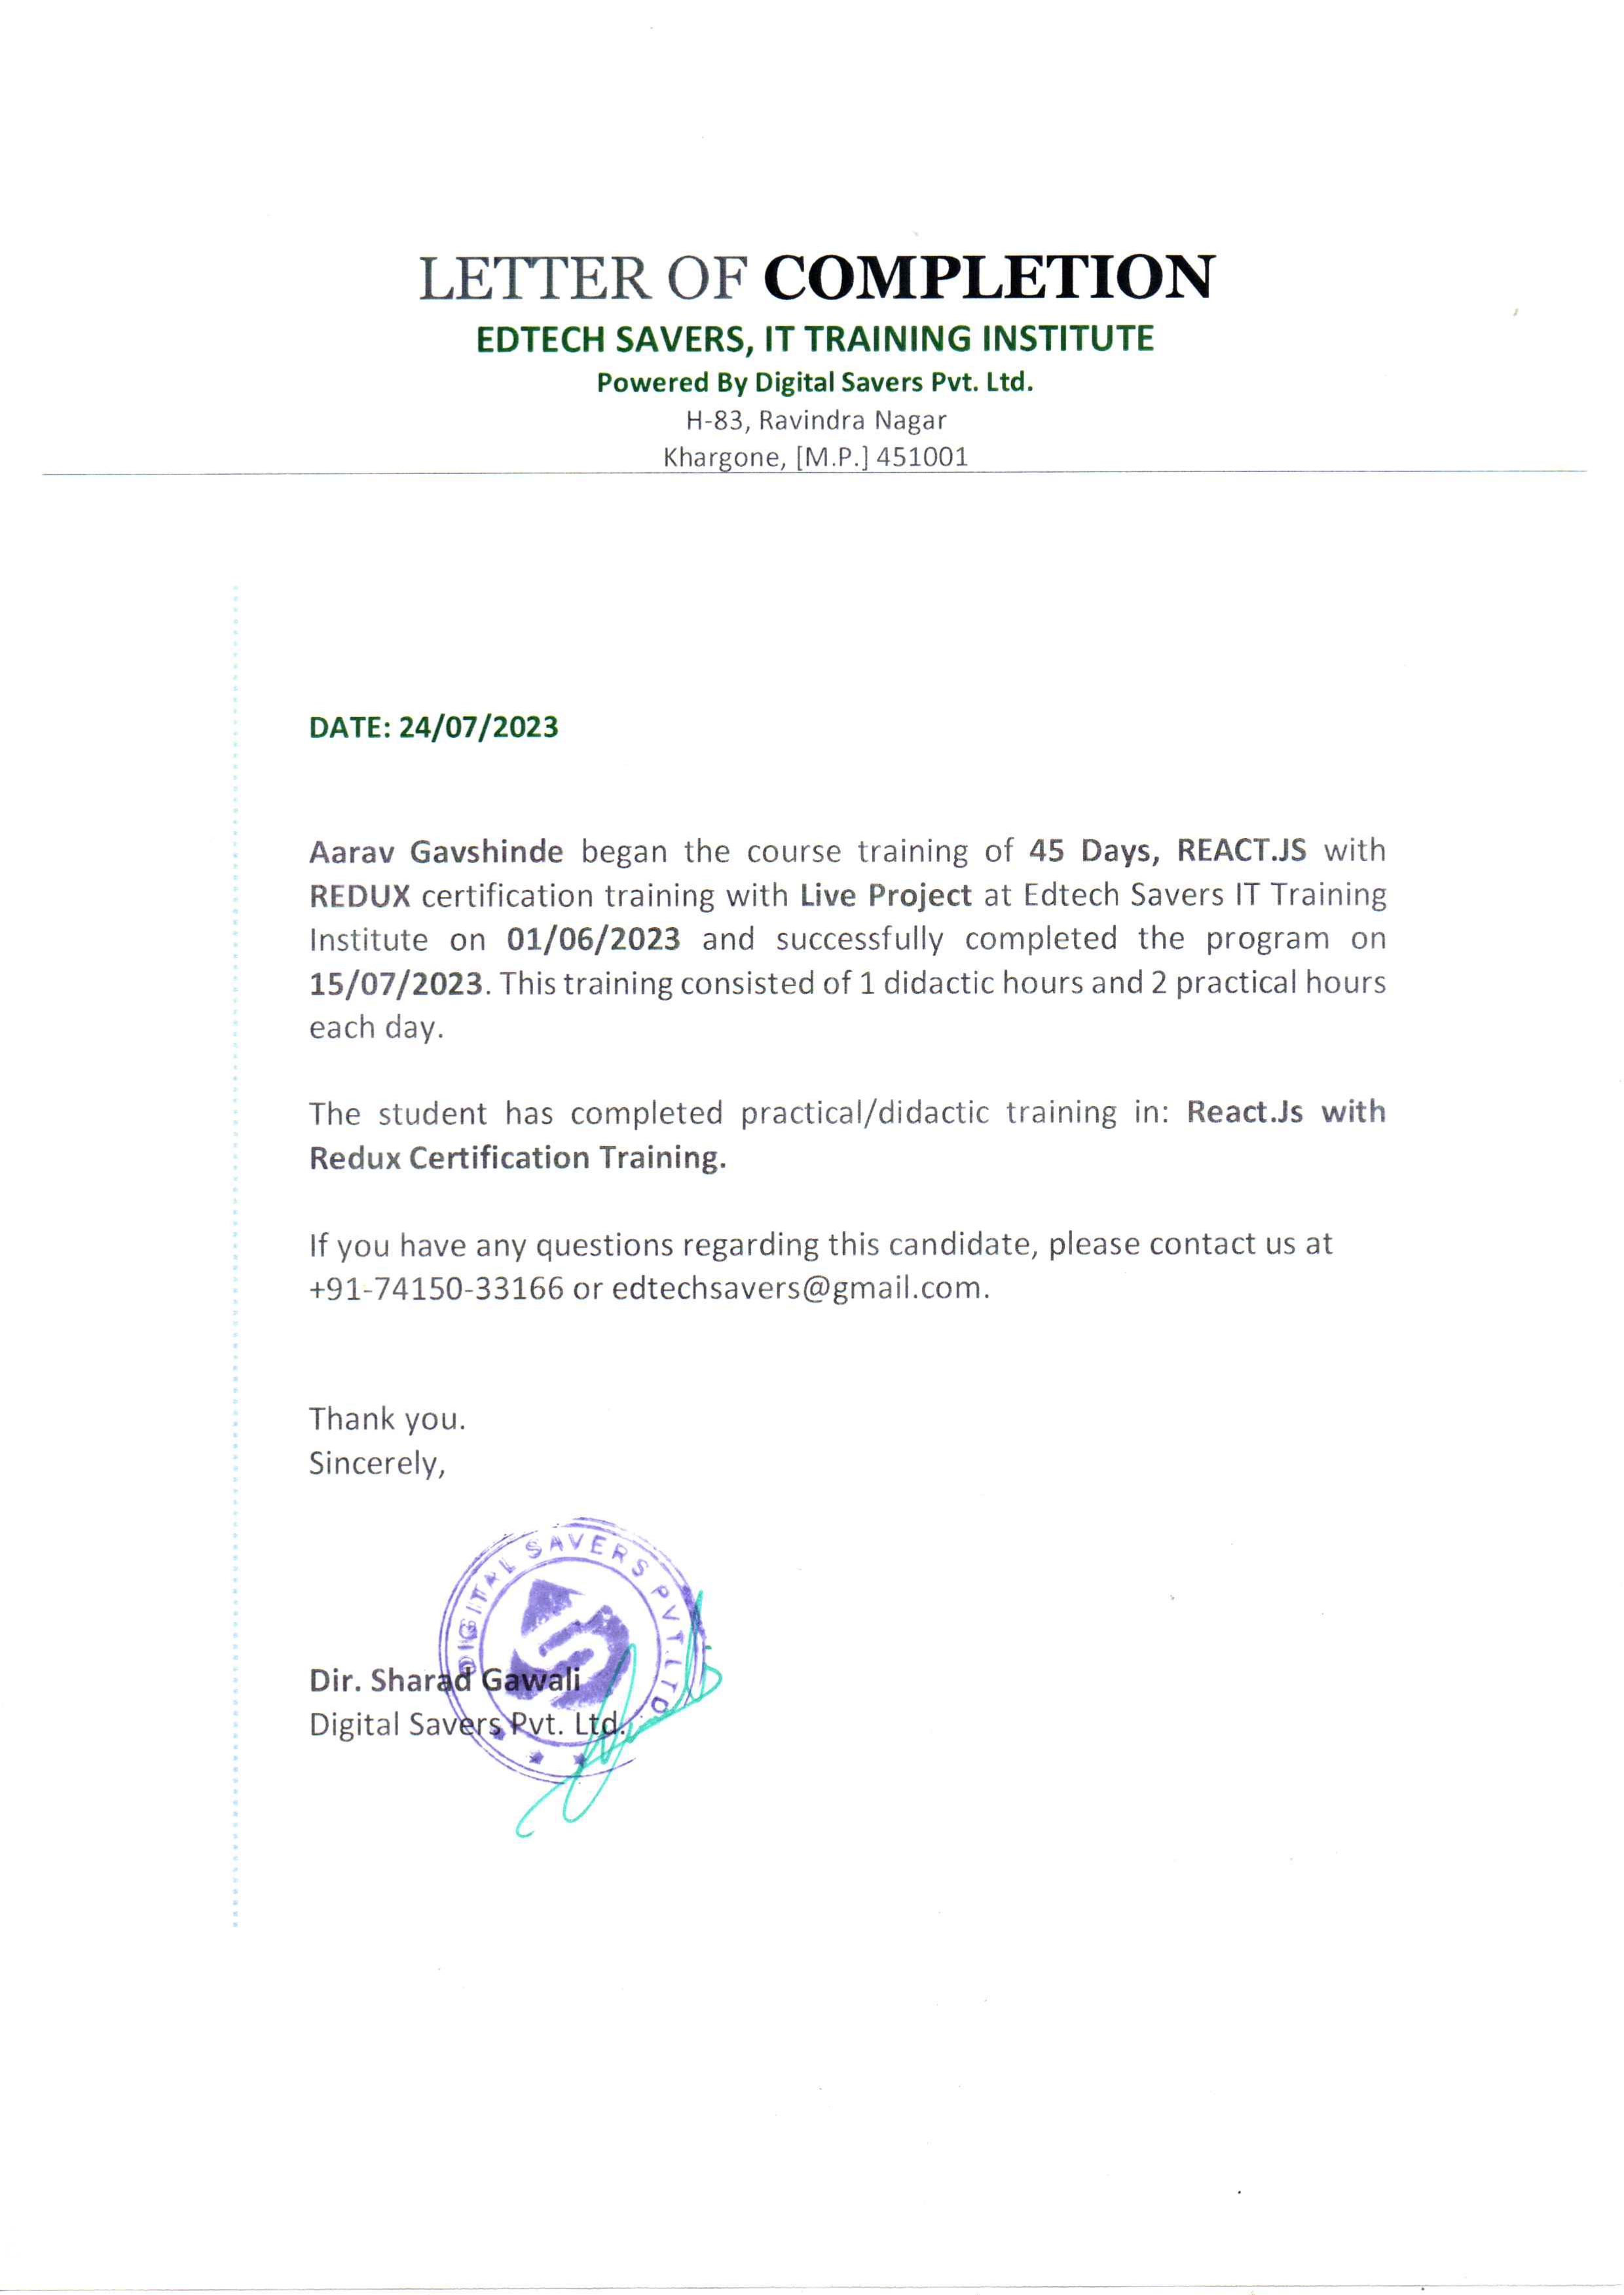 LETTER OF COMPLETION
EDTECH SAVERS, IT TRAINING INSTITUTE
Powered By Digital Savers Pvt. Ltd.
H-83, Ravindra Nagar
Khargone, [M.P.] 451001
DATE: 24/07/2023
Aarav Gavshinde began the course training of 45 Days, REACT.JS with
REDUX certification training with Live Project at Edtech Savers IT Training
Institute on 01/06/2023 and successfully completed the program on
15/07/2023. This training consisted of 1 didactic hours and 2 practical hours
each day.
The student has completed practical/didactic training in: React.Js with
Redux Certification Training.
If you have any questions regarding this candidate, please contact us at
+91-74150-33166 or edtechsavers@gmail.com.
Thank you.
Sincerely,
DIGITAL SAVERS PVT. LTD.
Dir. Sharad Gawali
Digital Savers Pvt. Ltd.